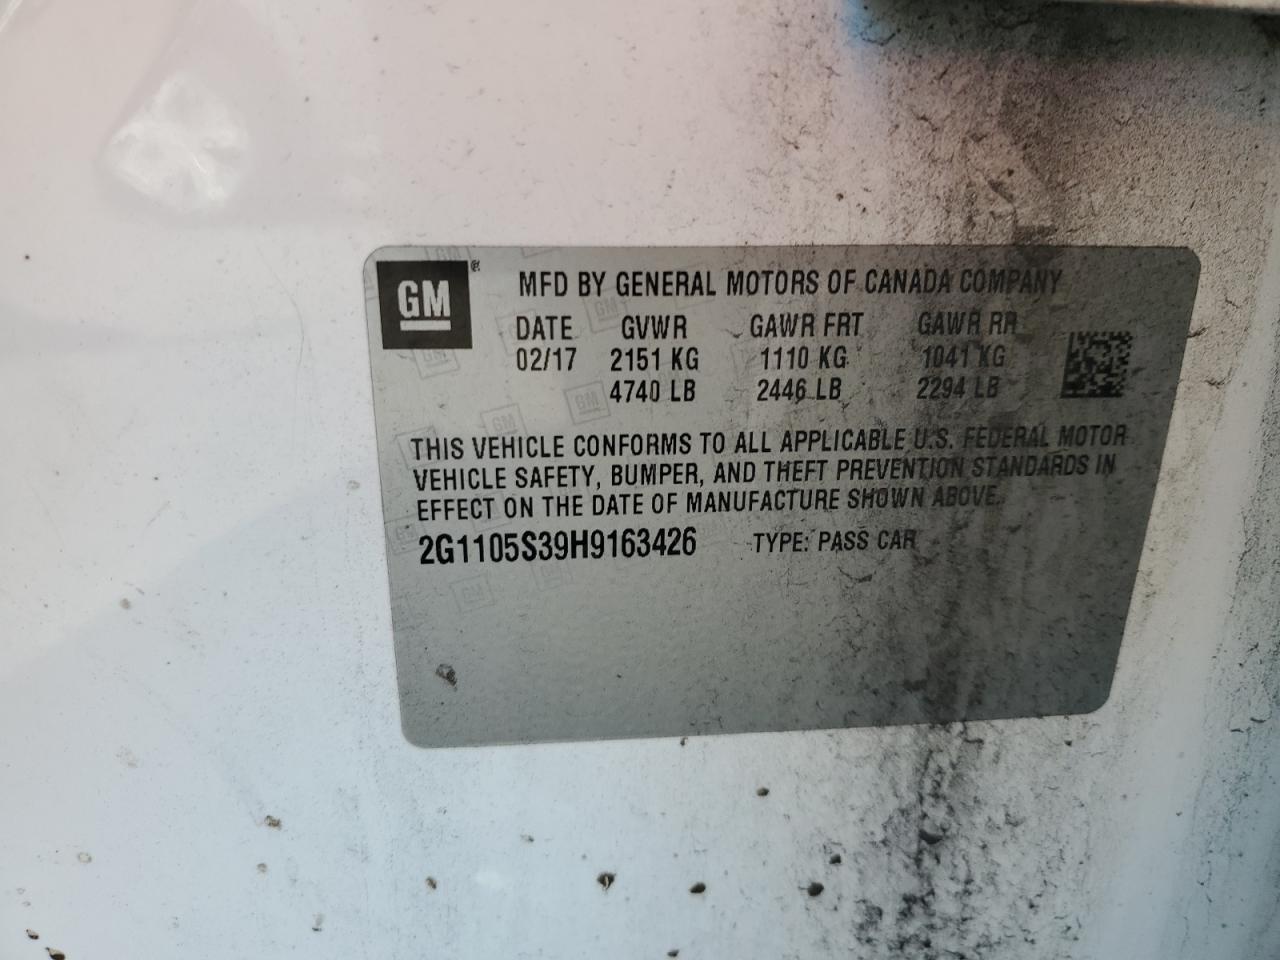 GM®
MFD BY GENERAL MOTORS OF CANADA COMPANY
DATE GVWR GAWR FRT GAWR RR
02/17 2151 KG 1110 KG 1041 KG
4740 LB 2446 LB 2294 LB
THIS VEHICLE CONFORMS TO ALL APPLICABLE U.S. FEDERAL MOTOR
VEHICLE SAFETY, BUMPER, AND THEFT PREVENTION STANDARDS IN
EFFECT ON THE DATE OF MANUFACTURE SHOWN ABOVE.
2G1105S39H9163426 TYPE: PASS CAR